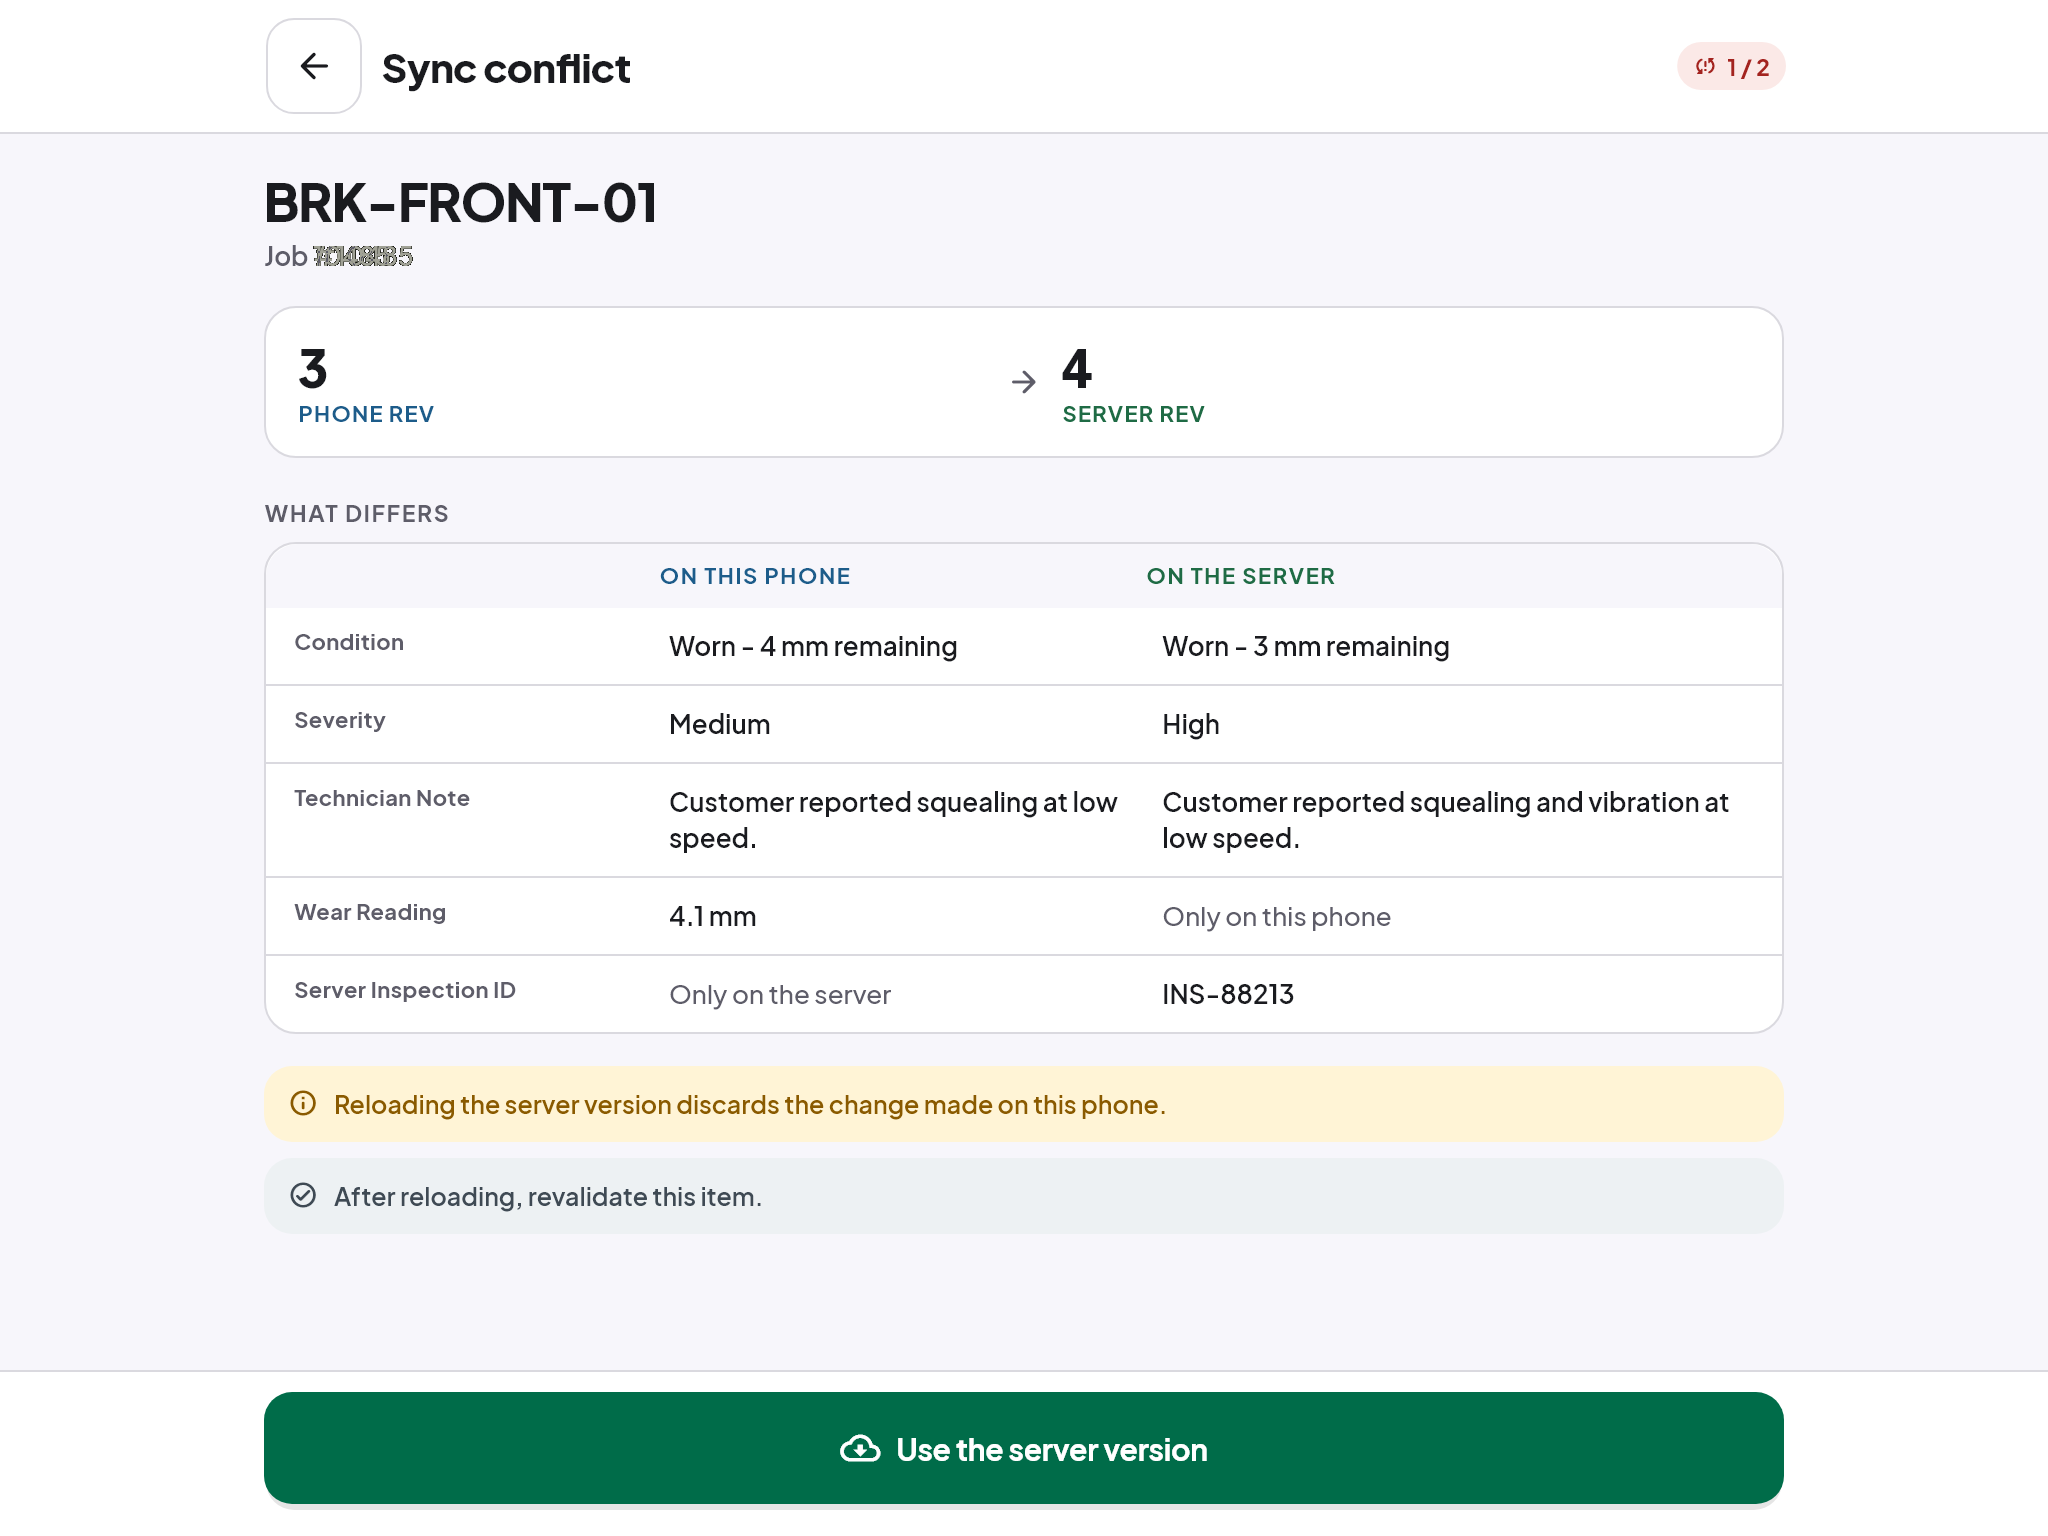 Sync conflict
1 / 2
BRK-FRONT-01
Job
3
4
PHONE REV
SERVER REV
WHAT DIFFERS
ON THIS PHONE ON THE SERVER
Condition Worn - 4 mm remaining Worn - 3 mm remaining
Severity Medium High
Technician Note Customer reported squealing at low Customer reported squealing and vibration at
speed. low speed.
Wear Reading 4.1 mm Only on this phone
Server Inspection ID Only on the server INS-88213
Reloading the server version discards the change made on this phone.
After reloading, revalidate this item.
Use the server version